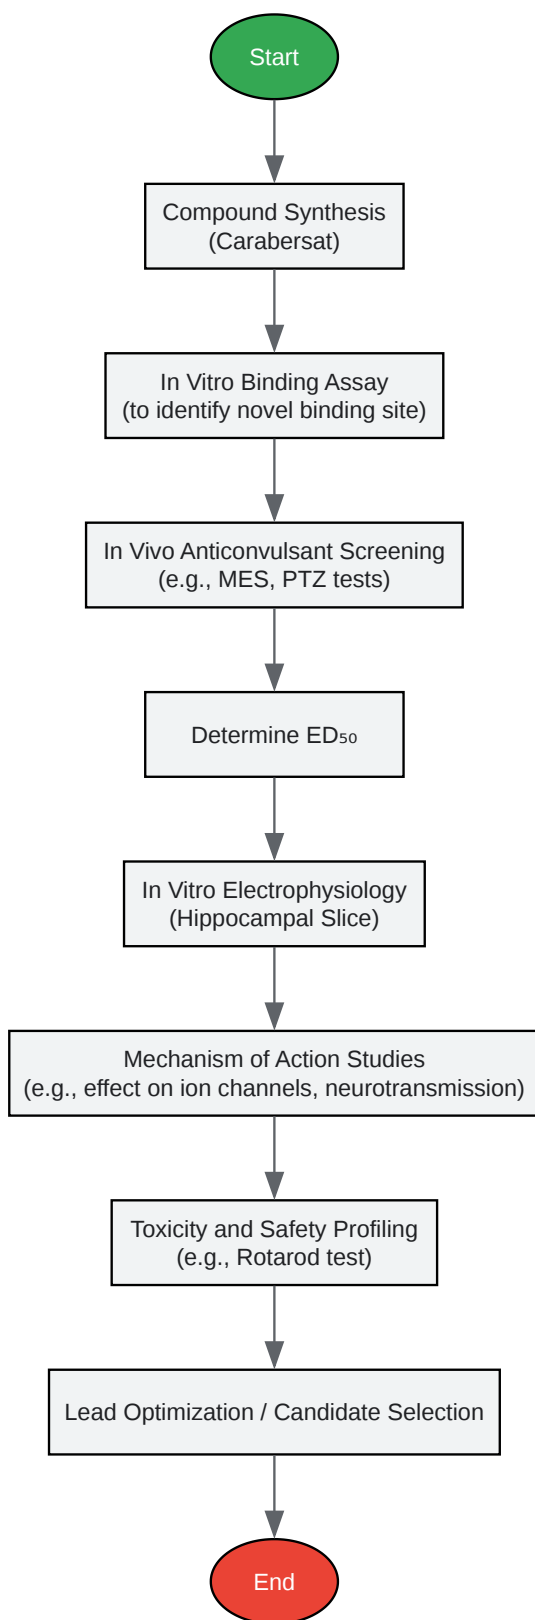 Start
Compound Synthesis
(Carabersat)
In Vitro Binding Assay
(to identify novel binding site)
In Vivo Anticonvulsant Screening
(e.g., MES, PTZ tests)
Determine ED₅₀
In Vitro Electrophysiology
(Hippocampal Slice)
Mechanism of Action Studies
(e.g., effect on ion channels, neurotransmission)
Toxicity and Safety Profiling
(e.g., Rotarod test)
Lead Optimization / Candidate Selection
End